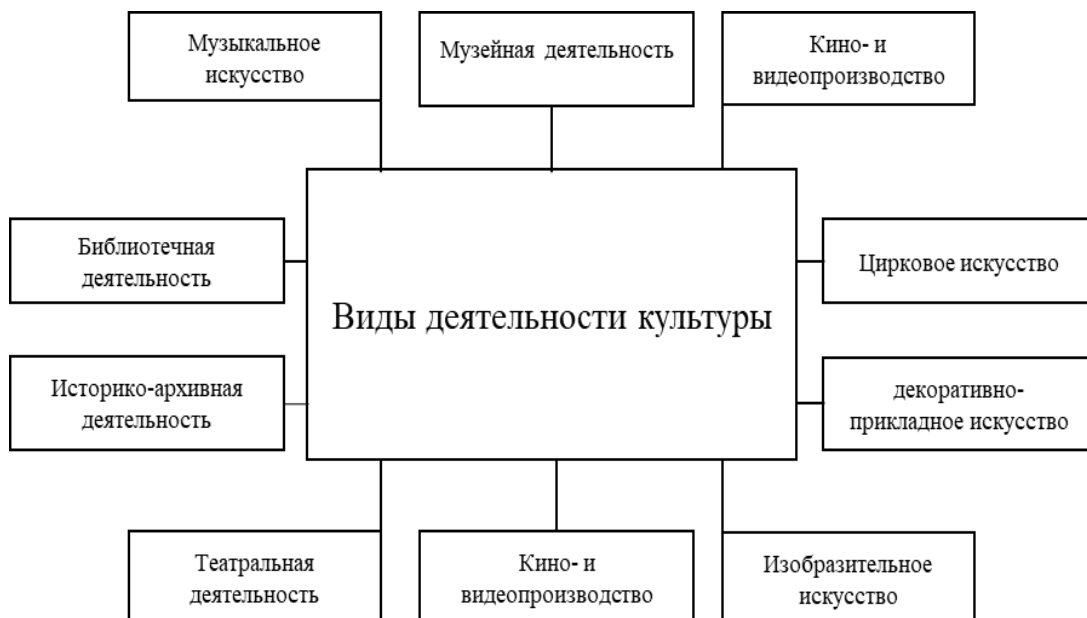 Музыкальное
искусство
Музейная деятельность
Кино- и
видеопроизводство
Библиотечная
деятельность
Цирковое искусство
Виды деятельности культуры
Историко-архивная
деятельность
декоративно-
прикладное искусство
Театральная
деятельность
Кино- и
видеопроизводство
Изобразительное
искусство